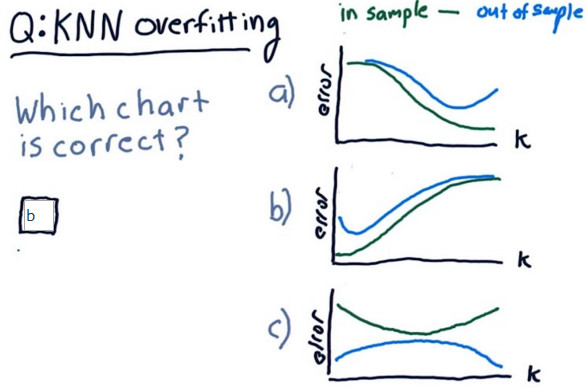 Q: KNN overfitting
in sample — out of sample
Which chart
is correct?
b
a)
error
k
b)
error
k
c)
error
k